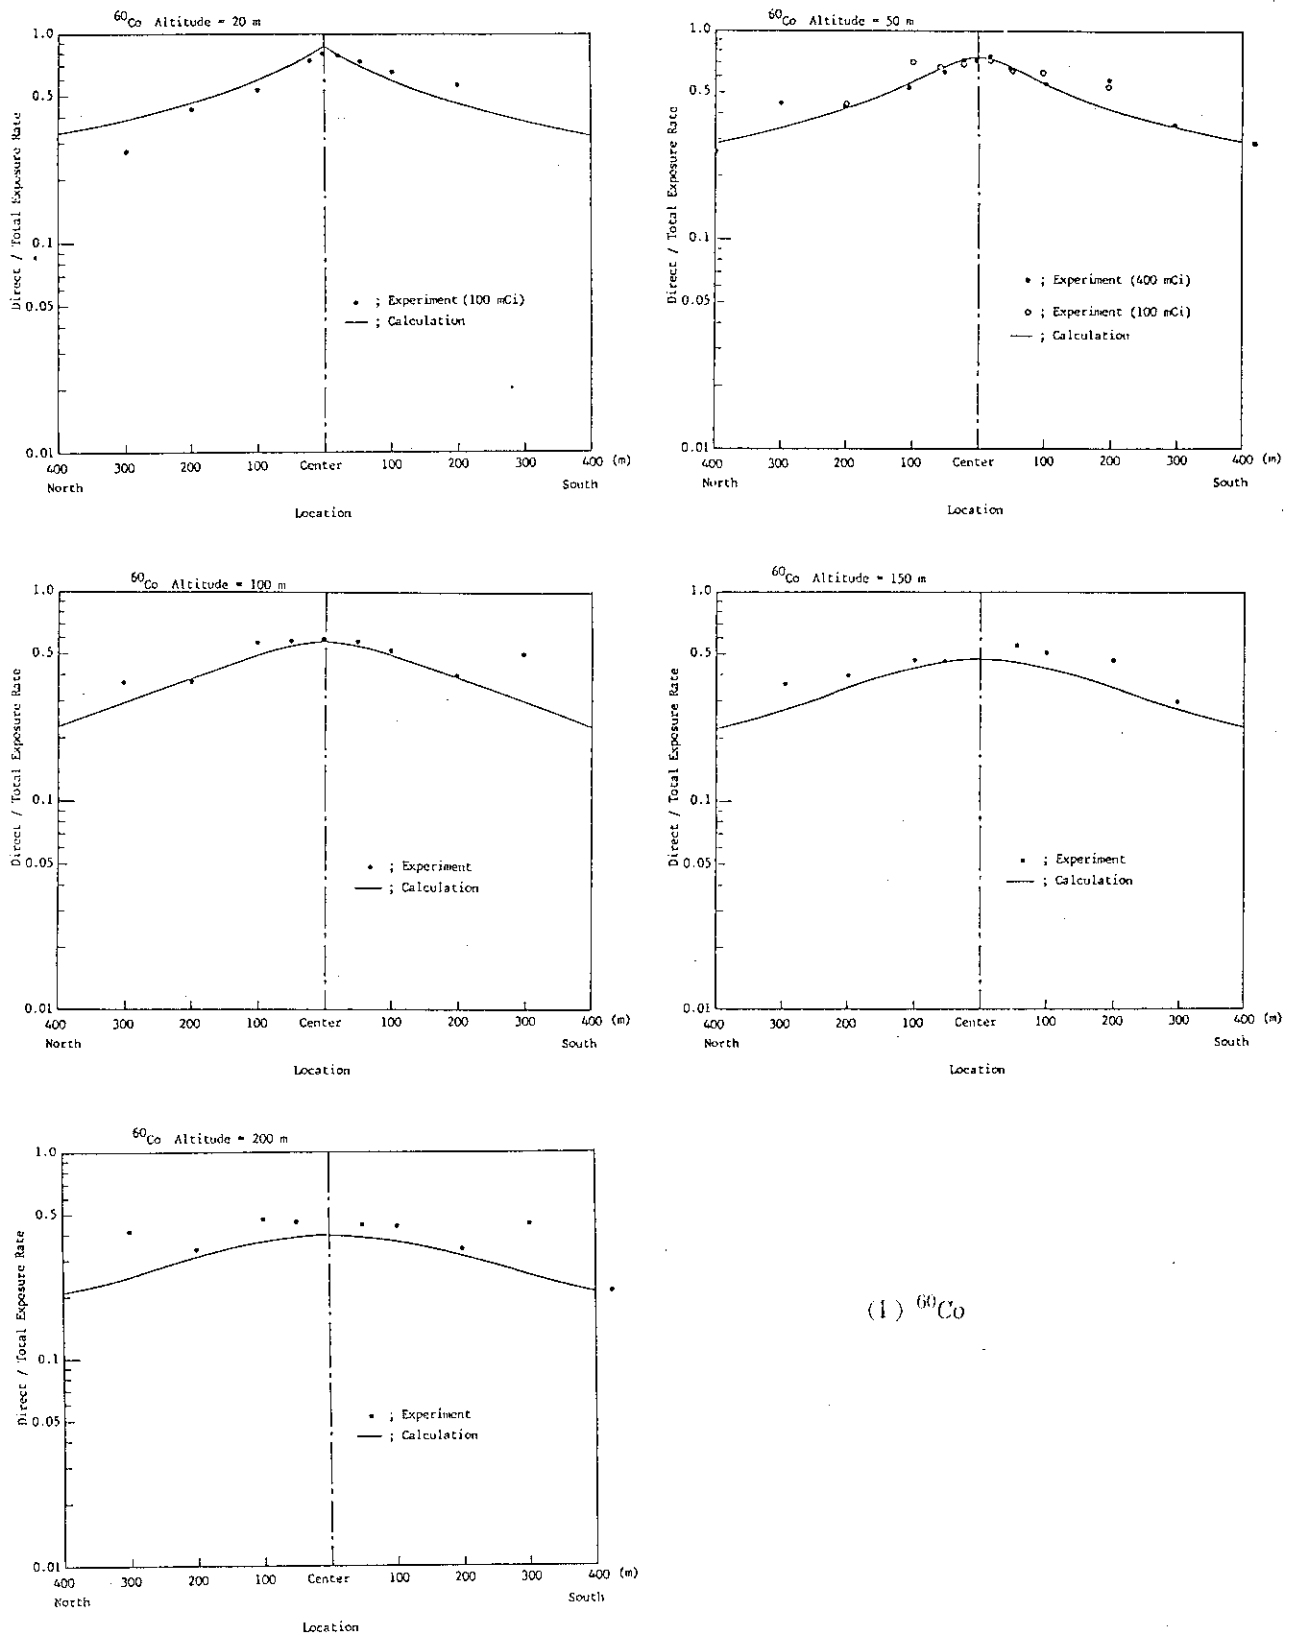 60Co Altitude = 20 m
1.0
0.5
0.1
0.05
0.01
Direct / Total Exposure Rate
• ; Experiment (100 mCi)
— ; Calculation
400 300 200 100 Center 100 200 300 400 (m)
North South
Location
60Co Altitude = 50 m
1.0
0.5
0.1
0.05
0.01
Direct / Total Exposure Rate
• ; Experiment (400 mCi)
o ; Experiment (100 mCi)
— ; Calculation
400 300 200 100 Center 100 200 300 400 (m)
North South
Location
60Co Altitude = 100 m
1.0
0.5
0.1
0.05
0.01
Direct / Total Exposure Rate
• ; Experiment
— ; Calculation
400 300 200 100 Center 100 200 300 400 (m)
North South
Location
60Co Altitude = 150 m
1.0
0.5
0.1
0.05
0.01
Direct / Total Exposure Rate
• ; Experiment
— ; Calculation
400 300 200 100 Center 100 200 300 400 (m)
North South
Location
60Co Altitude = 200 m
1.0
0.5
0.1
0.05
0.01
Direct / Total Exposure Rate
• ; Experiment
— ; Calculation
400 300 200 100 Center 100 200 300 400 (m)
North South
Location
(1) 60Co